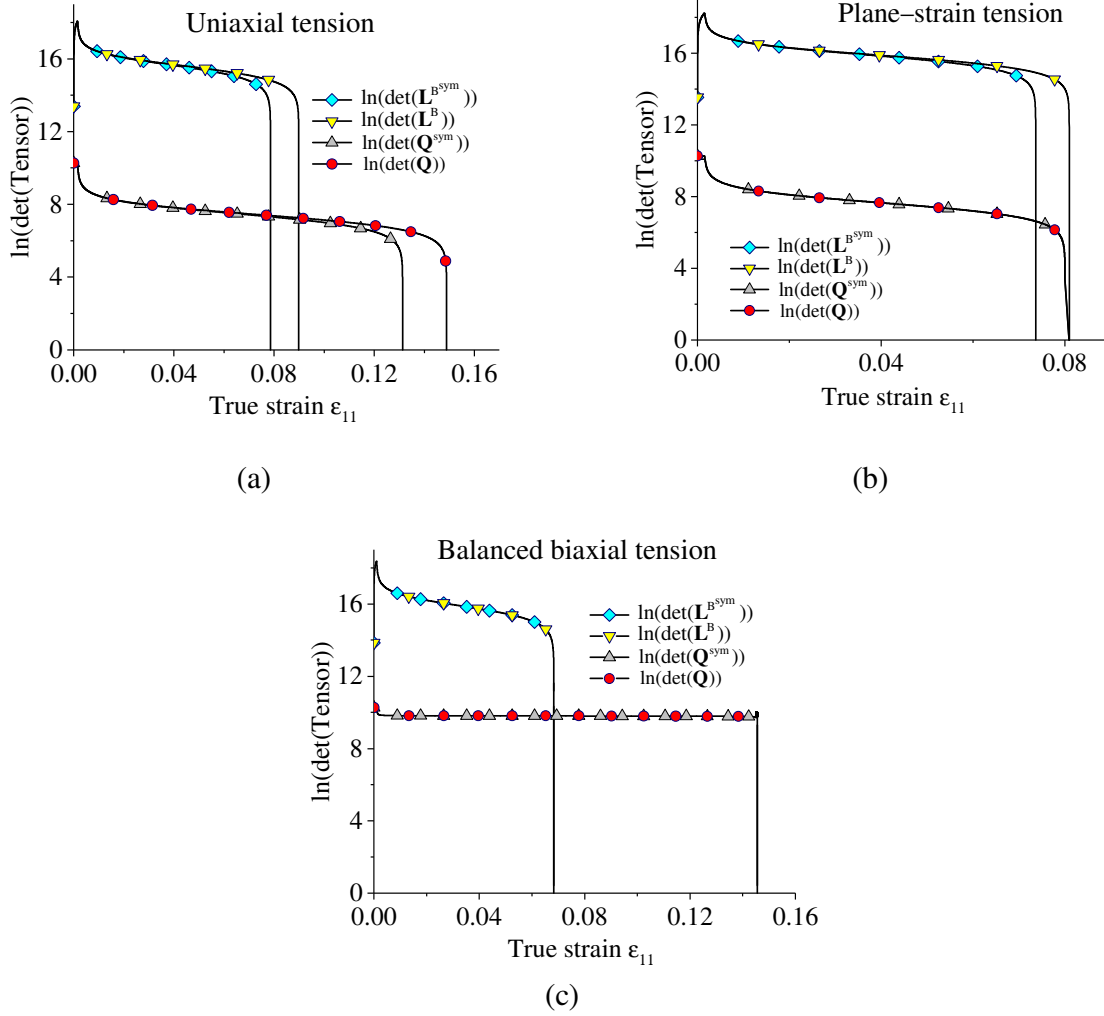 Uniaxial tension
ln(det(Tensor))
16
12
8
4
0
ln(det(L^B^sym))
ln(det(L^B))
ln(det(Q^sym))
ln(det(Q))
0.00 0.04 0.08 0.12 0.16
True strain ε11
(a)
Plane–strain tension
ln(det(Tensor))
16
12
8
4
0
ln(det(L^B^sym))
ln(det(L^B))
ln(det(Q^sym))
ln(det(Q))
0.00 0.04 0.08
True strain ε11
(b)
Balanced biaxial tension
ln(det(Tensor))
16
12
8
4
0
ln(det(L^B^sym))
ln(det(L^B))
ln(det(Q^sym))
ln(det(Q))
0.00 0.04 0.08 0.12 0.16
True strain ε11
(c)